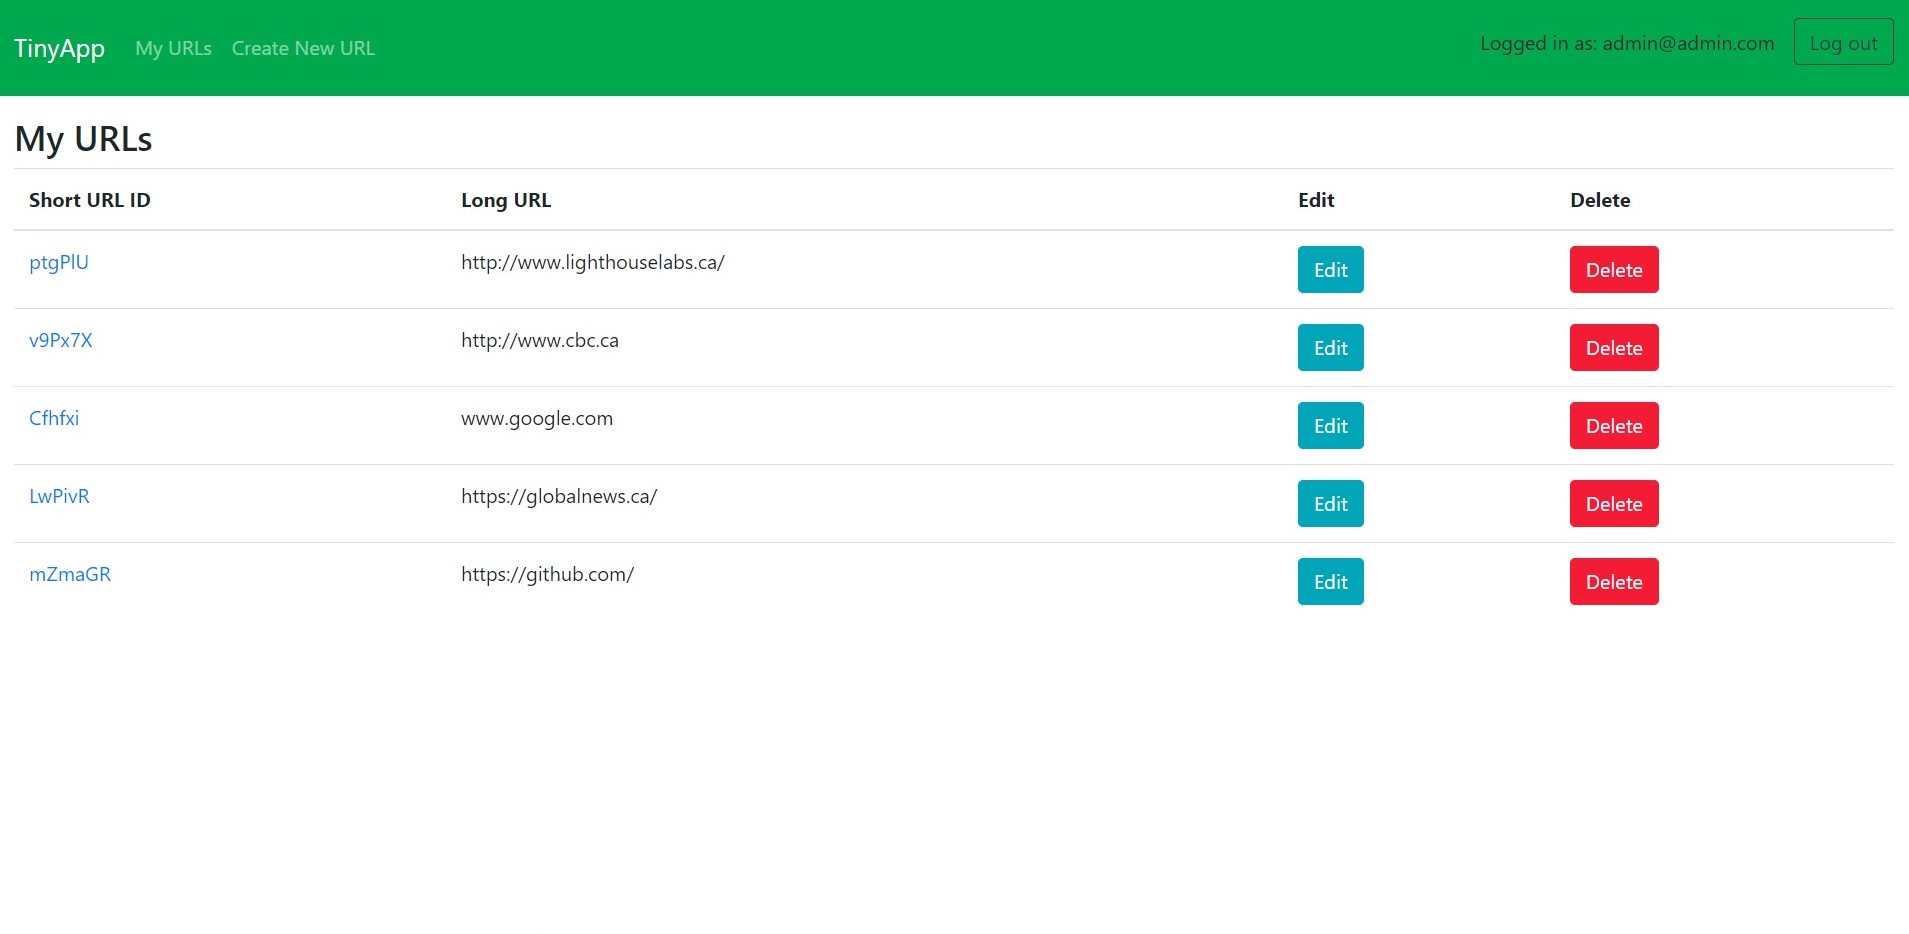 TinyApp My URLs Create New URL Logged in as: admin@admin.com Log out
My URLs
Short URL ID Long URL Edit Delete
ptgPlU http://www.lighthouselabs.ca/ Edit Delete
v9Px7X http://www.cbc.ca Edit Delete
Cfhfxi www.google.com Edit Delete
LwPivR https://globalnews.ca/ Edit Delete
mZmaGR https://github.com/ Edit Delete